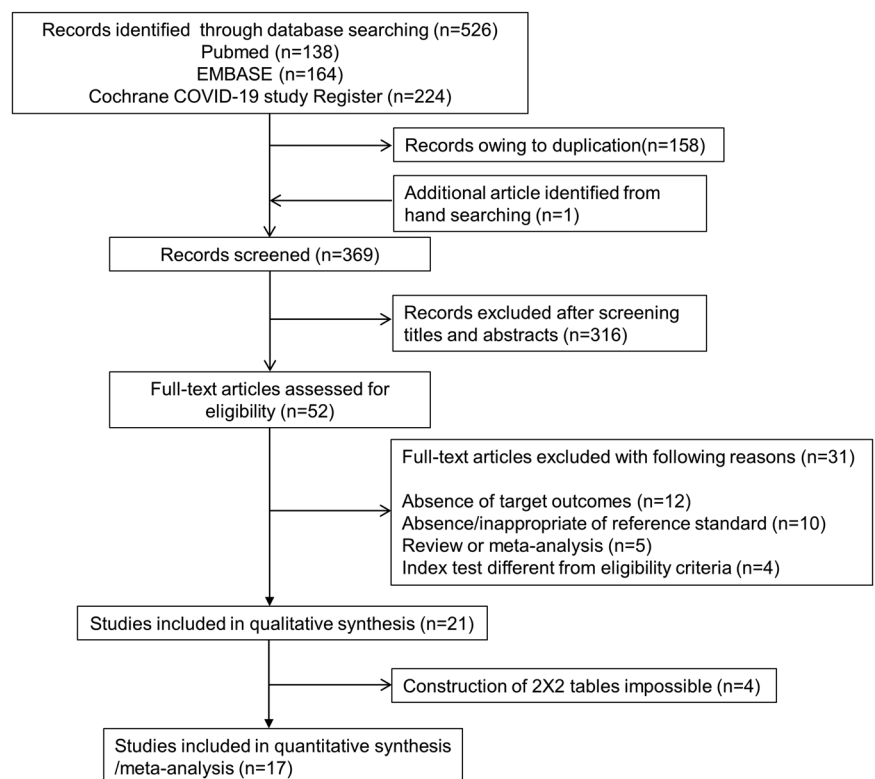 Records identified through database searching (n=526)
Pubmed (n=138)
EMBASE (n=164)
Cochrane COVID-19 study Register (n=224)
Records owing to duplication(n=158)
Additional article identified from
hand searching (n=1)
Records screened (n=369)
Records excluded after screening
titles and abstracts (n=316)
Full-text articles assessed for
eligibility (n=52)
Full-text articles excluded with following reasons (n=31)
Absence of target outcomes (n=12)
Absence/inappropriate of reference standard (n=10)
Review or meta-analysis (n=5)
Index test different from eligibility criteria (n=4)
Studies included in qualitative synthesis (n=21)
Construction of 2X2 tables impossible (n=4)
Studies included in quantitative synthesis
/meta-analysis (n=17)